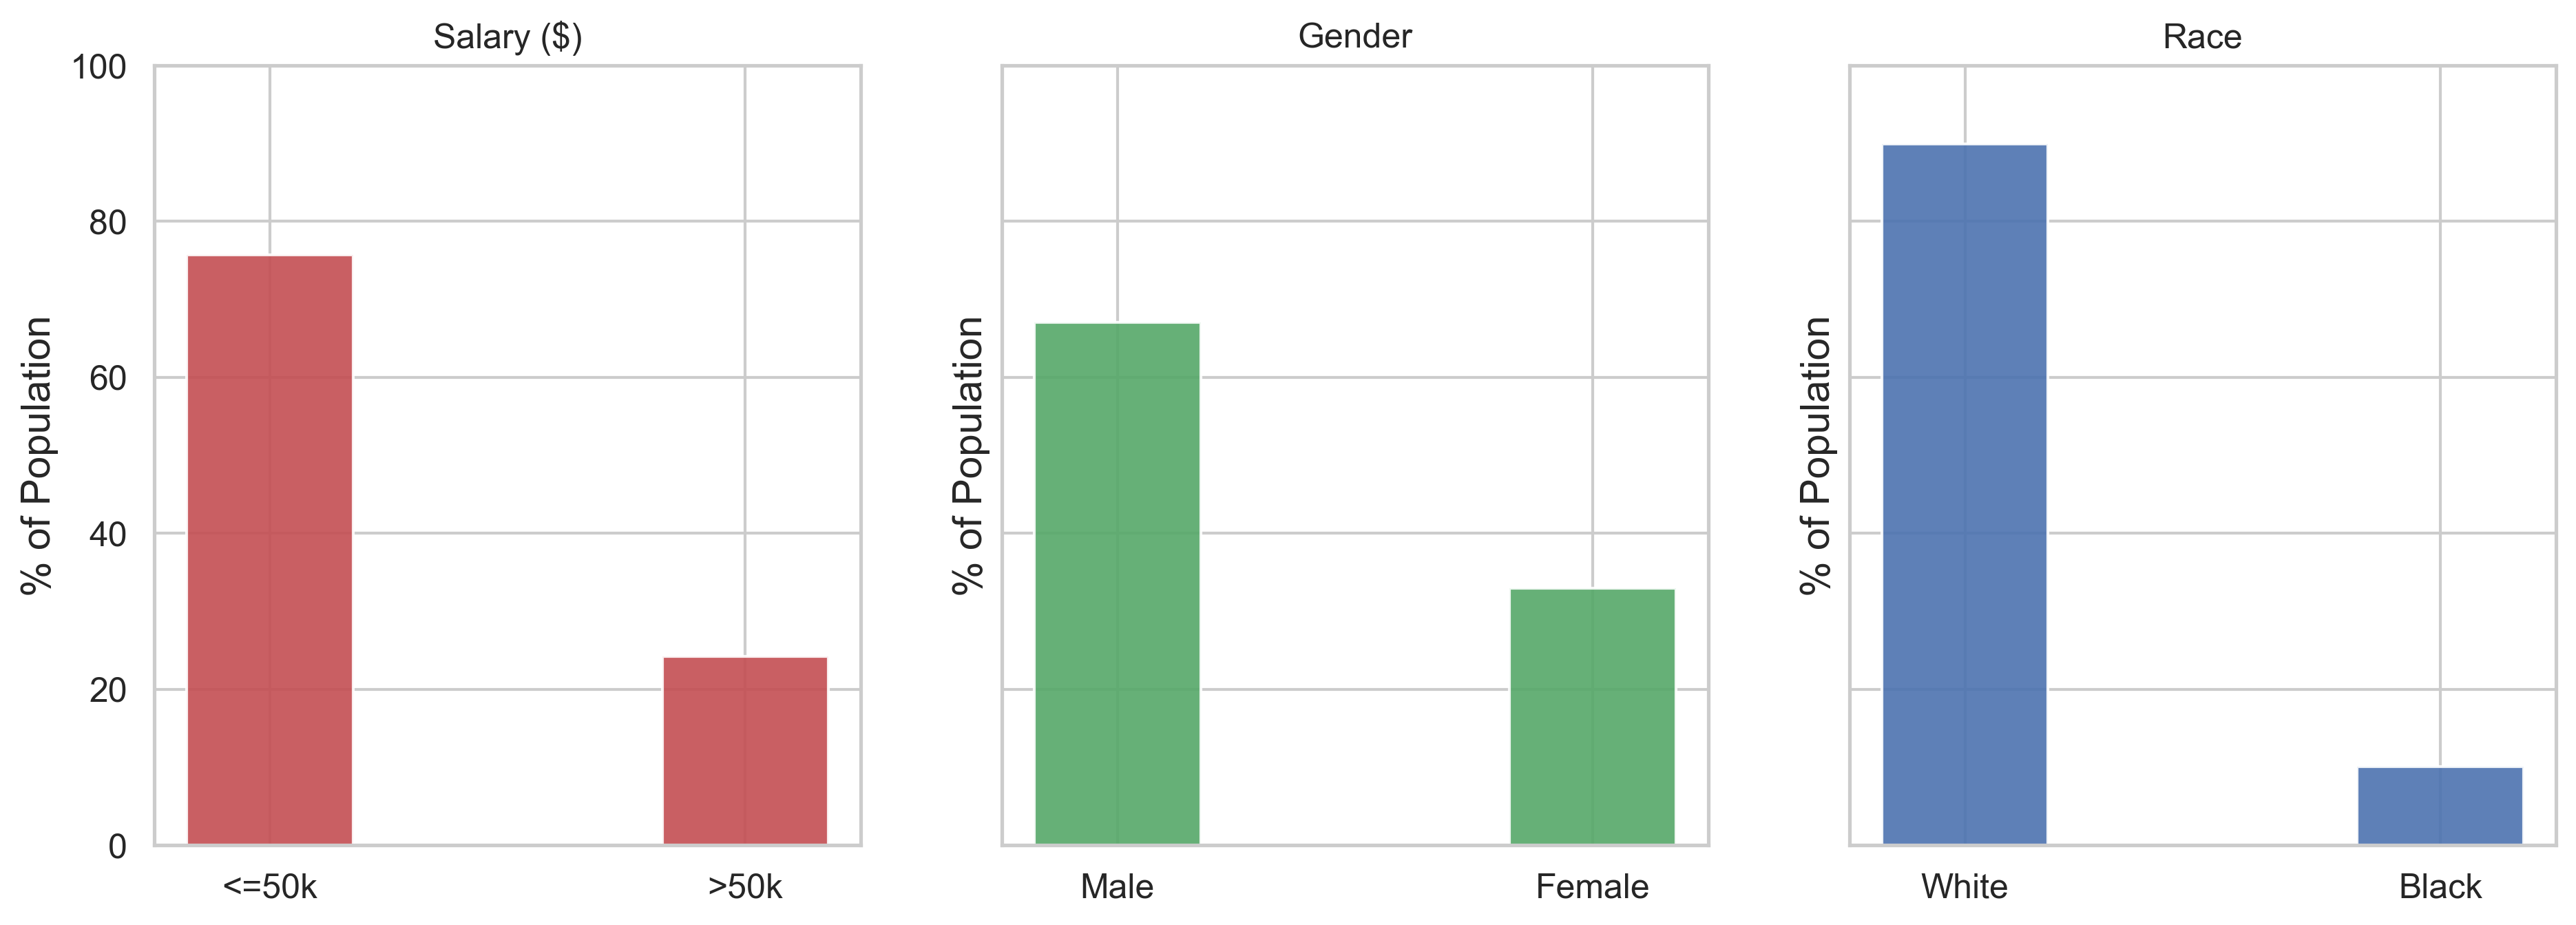 Salary ($)
Gender
Race
% of Population
100
80
60
40
20
0
<=50k
>50k
% of Population
Male
Female
% of Population
White
Black